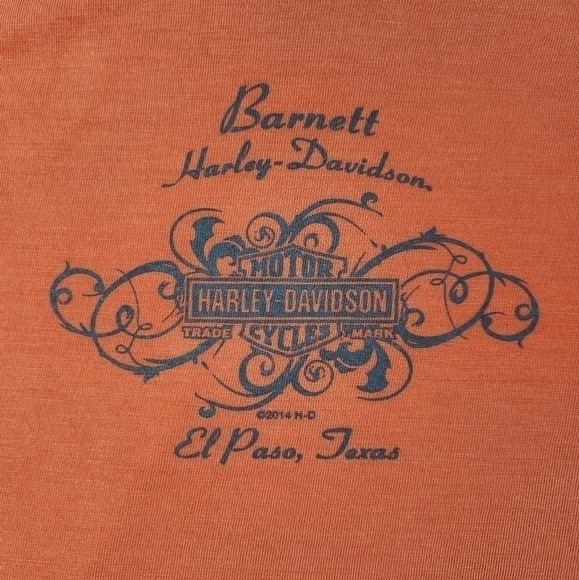 Barnett
Harley-Davidson
MOTOR
HARLEY-DAVIDSON
TRADE MARK
CYCLES
©2014 H-D
El Paso, Texas